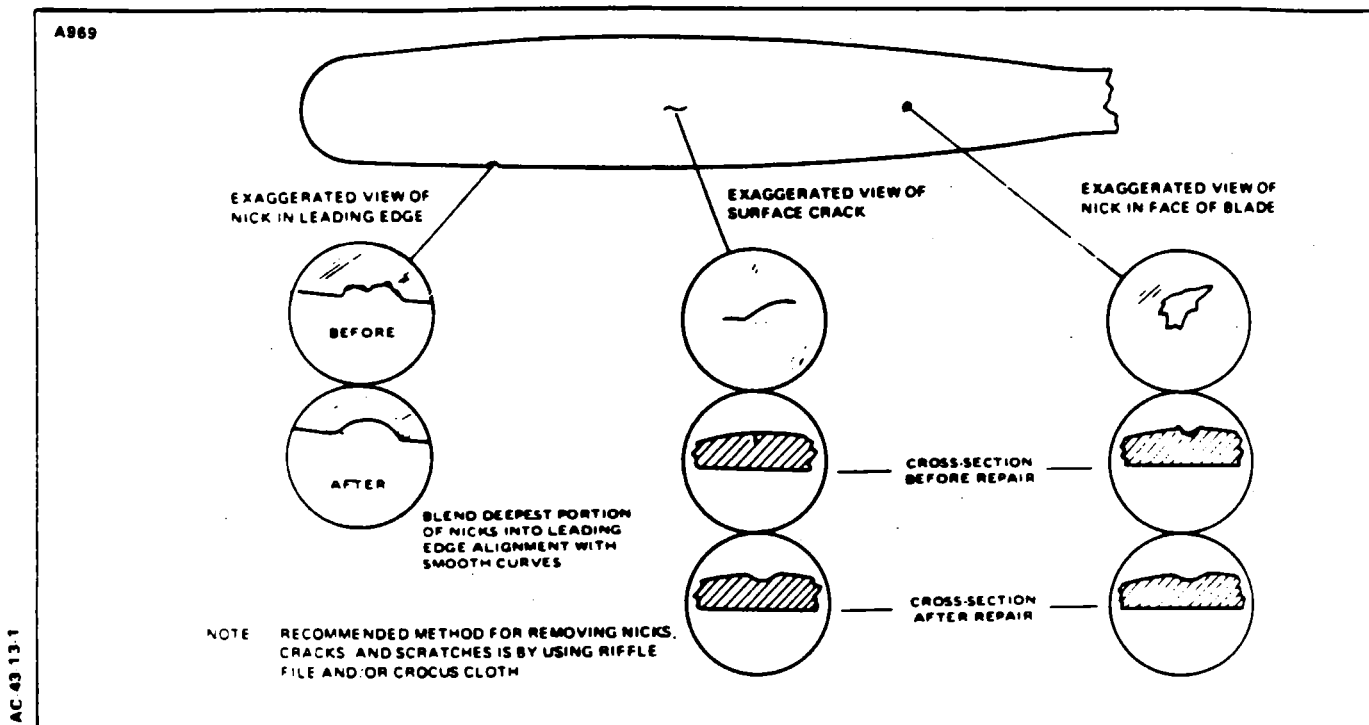 A969
EXAGGERATED VIEW OF
NICK IN LEADING EDGE
EXAGGERATED VIEW OF
SURFACE CRACK
EXAGGERATED VIEW OF
NICK IN FACE OF BLADE
BEFORE
AFTER
BLEND DEEPEST PORTION
OF NICKS INTO LEADING
EDGE ALIGNMENT WITH
SMOOTH CURVES
CROSS-SECTION
BEFORE REPAIR
CROSS-SECTION
AFTER REPAIR
NOTE RECOMMENDED METHOD FOR REMOVING NICKS,
CRACKS AND SCRATCHES IS BY USING RIFFLE
FILE AND/OR CROCUS CLOTH
AC 43 13-1